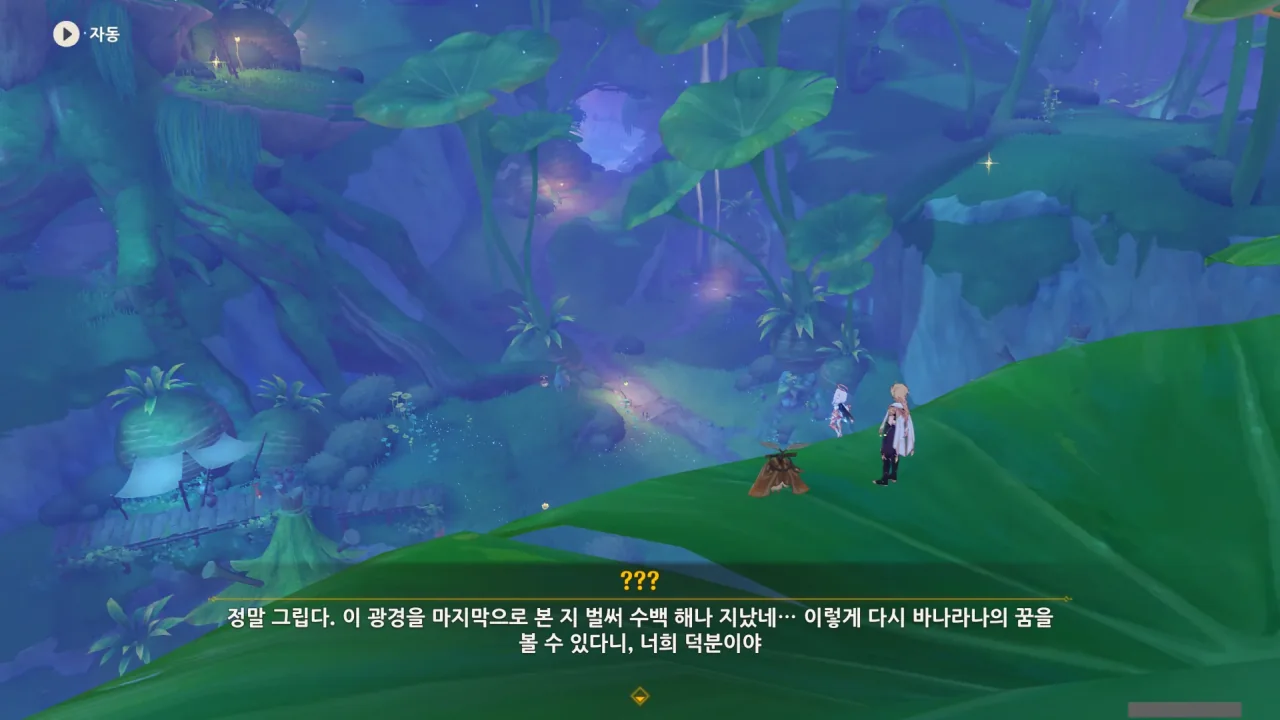 자동
???
정말 그립다. 이 광경을 마지막으로 본 지 벌써 수백 해나 지났네… 이렇게 다시 바나라나의 꿈을
볼 수 있다니, 너희 덕분이야